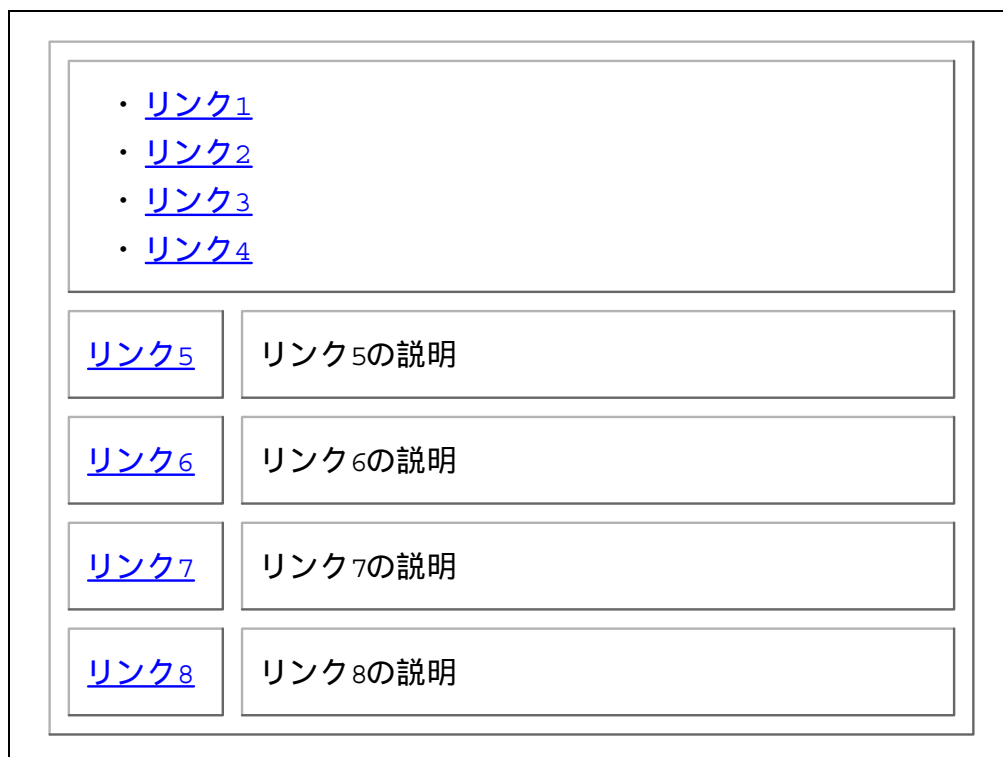 ・リンク1
・リンク2
・リンク3
・リンク4
リンク5 リンク5の説明
リンク6 リンク6の説明
リンク7 リンク7の説明
リンク8 リンク8の説明